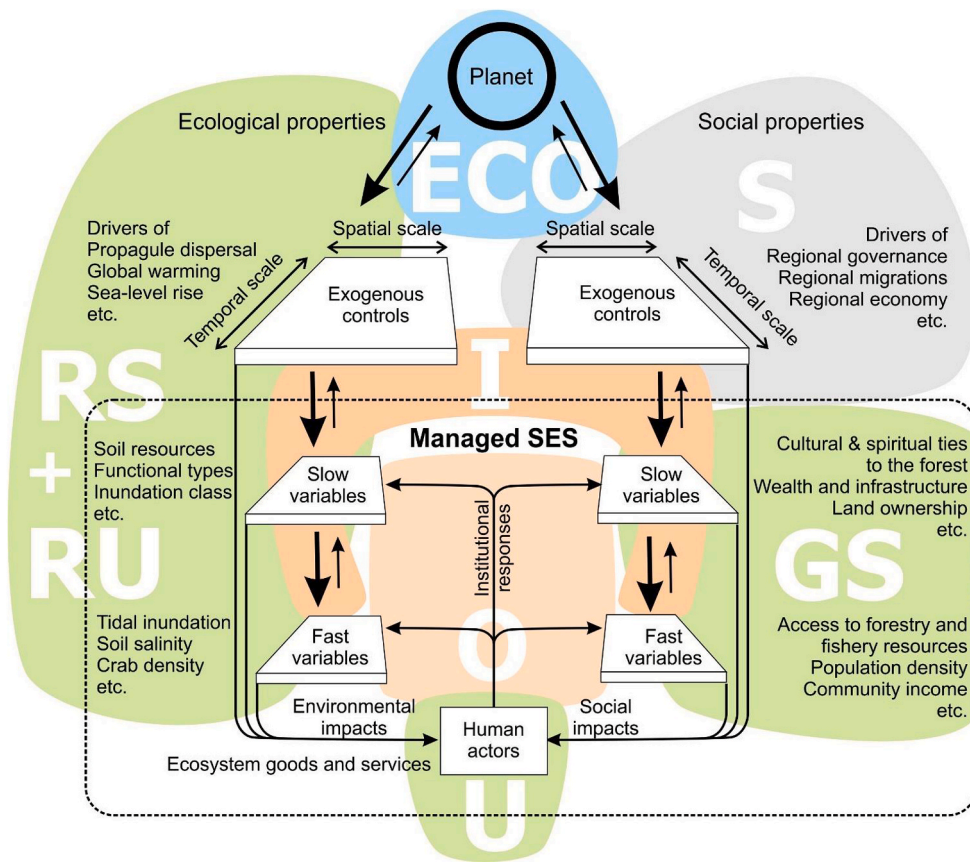 Planet
Ecological properties
Social properties
ECO
S
Spatial scale
Spatial scale
Drivers of
Propagule dispersal
Global warming
Sea-level rise
etc.
Temporal scale
Exogenous
controls
Exogenous
controls
Temporal scale
Drivers of
Regional governance
Regional migrations
Regional economy
etc.
RS
+
RU
I
Managed SES
Soil resources
Functional types
Inundation class
etc.
Slow
variables
Institutional
responses
Slow
variables
Cultural & spiritual ties
to the forest
Wealth and infrastructure
Land ownership
etc.
GS
Tidal inundation
Soil salinity
Crab density
etc.
Fast
variables
O
Fast
variables
Access to forestry and
fishery resources
Population density
Community income
etc.
Environmental
impacts
Social
impacts
Human
actors
Ecosystem goods and services
U